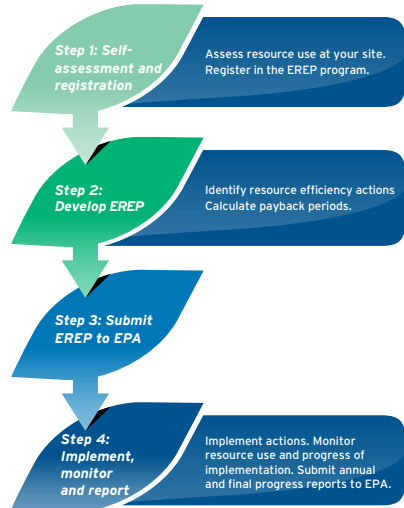 Step 1: Self-
assessment and
registration
Assess resource use at your site.
Register in the EREP program.
Step 2:
Develop EREP
Identify resource efficiency actions
Calculate payback periods.
Step 3: Submit
EREP to EPA
Step 4:
Implement,
monitor
and report
Implement actions. Monitor
resource use and progress of
implementation. Submit annual
and final progress reports to EPA.